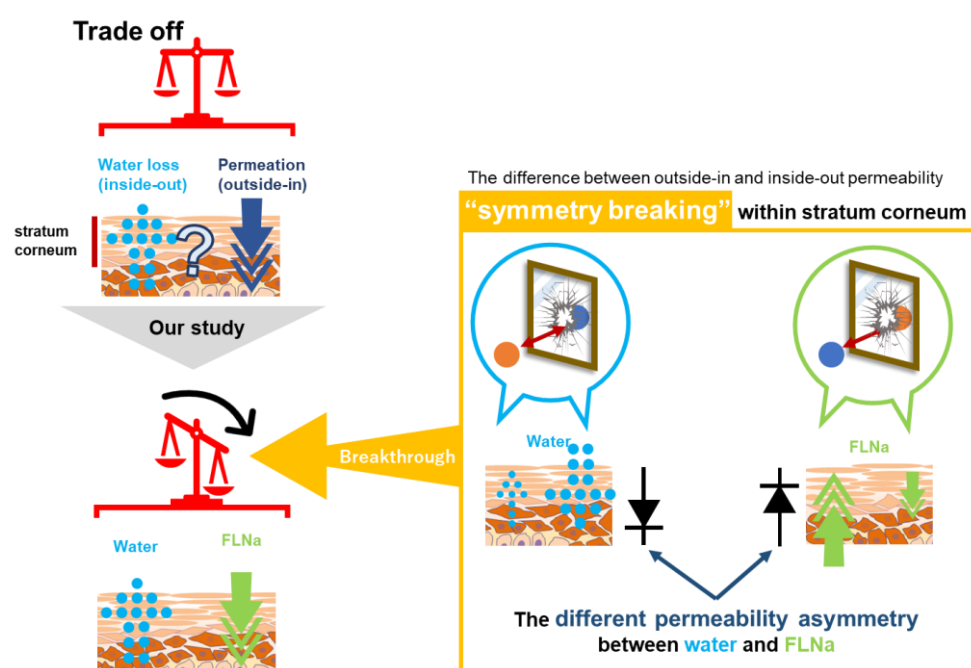 Trade off
Water loss
(inside-out)
Permeation
(outside-in)
stratum
corneum
?
Our study
Water
FLNa
Breakthrough
The difference between outside-in and inside-out permeability
“symmetry breaking” within stratum corneum
Water
FLNa
The different permeability asymmetry
between water and FLNa